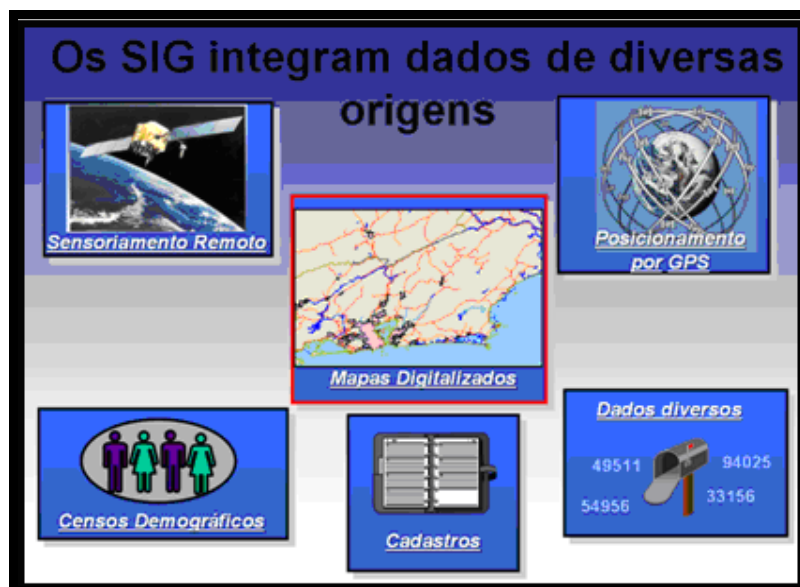 Os SIG integram dados de diversas
origens
Sensoriamento Remoto
Posicionamento
por GPS
Mapas Digitalizados
Censos Demográficos
Cadastros
Dados diversos
49511
94025
54956
33156